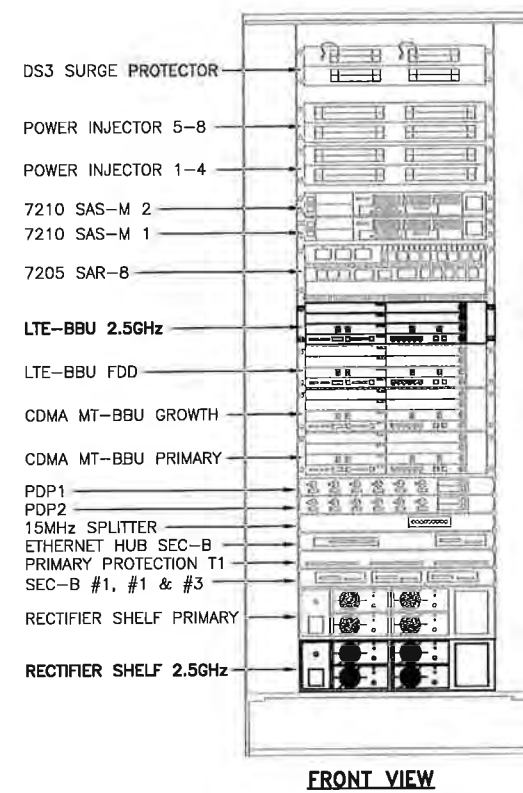 DS3 SURGE PROTECTOR
POWER INJECTOR 5-8
POWER INJECTOR 1-4
7210 SAS-M 2
7210 SAS-M 1
7205 SAR-8
LTE-BBU 2.5GHz
LTE-BBU FDD
CDMA MT-BBU GROWTH
CDMA MT-BBU PRIMARY
PDP1
PDP2
15MHz SPLITTER
ETHERNET HUB SEC-B
PRIMARY PROTECTION T1
SEC-B #1, #1 & #3
RECTIFIER SHELF PRIMARY
RECTIFIER SHELF 2.5GHz
FRONT VIEW